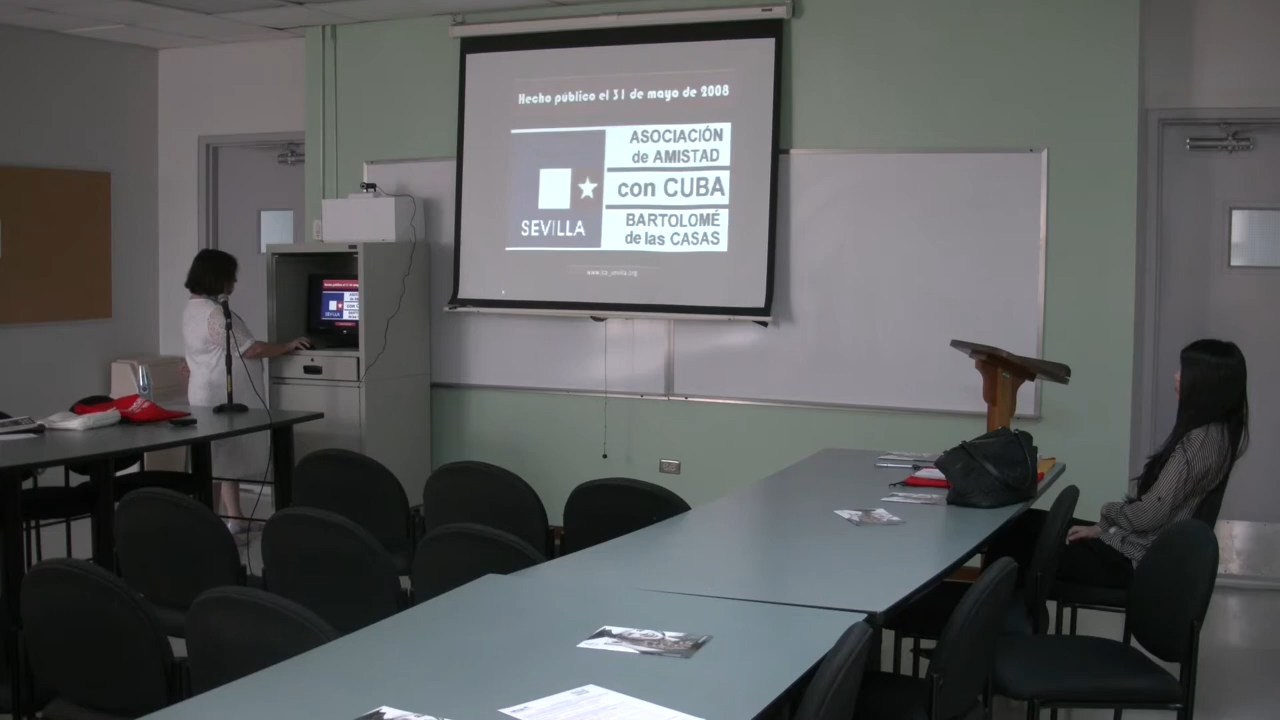 Hecho público el 31 de mayo de 2008
ASOCIACIÓN
de AMISTAD
con CUBA
BARTOLOMÉ
de las CASAS
SEVILLA